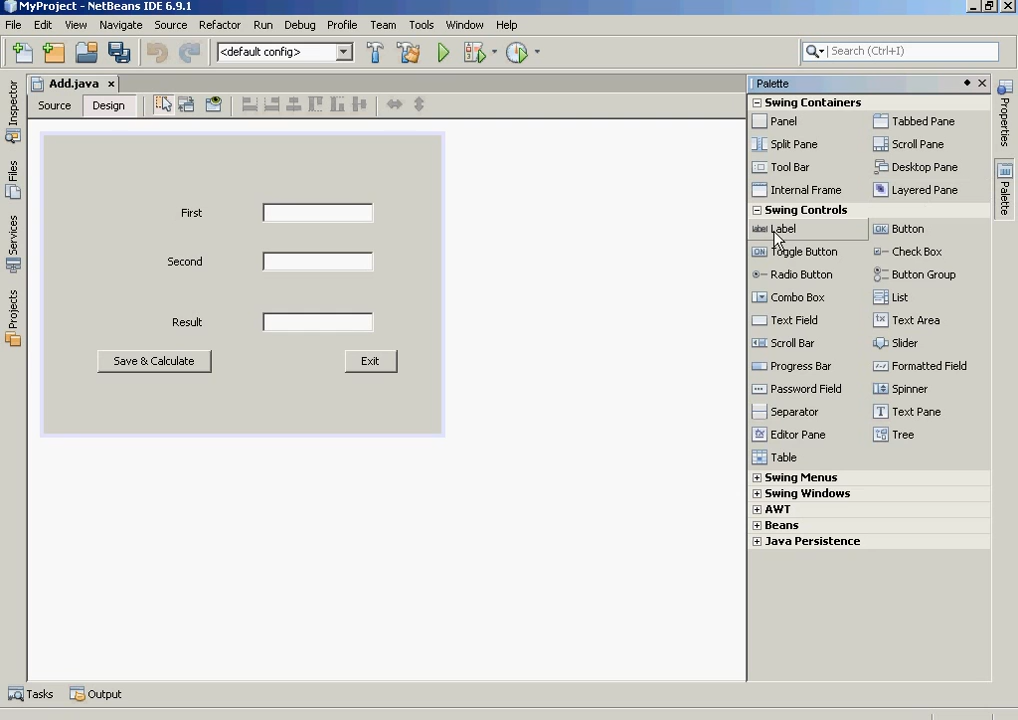 MyProject - NetBeans IDE 6.9.1
File Edit View Navigate Source Refactor Run Debug Profile Team Tools Window Help
<default config>
Search (Ctrl+I)
Add.java
Source Design
Inspector
Files
Services
Projects
First
Second
Result
Save & Calculate Exit
Palette
Swing Containers
Panel Tabbed Pane
Split Pane Scroll Pane
Tool Bar Desktop Pane
Internal Frame Layered Pane
Swing Controls
label Label OK Button
ON Toggle Button Check Box
Radio Button Button Group
Combo Box List
Text Field Text Area
Scroll Bar Slider
Progress Bar Formatted Field
Password Field Spinner
Separator T Text Pane
Editor Pane Tree
Table
Swing Menus
Swing Windows
AWT
Beans
Java Persistence
Properties
Palette
Tasks Output